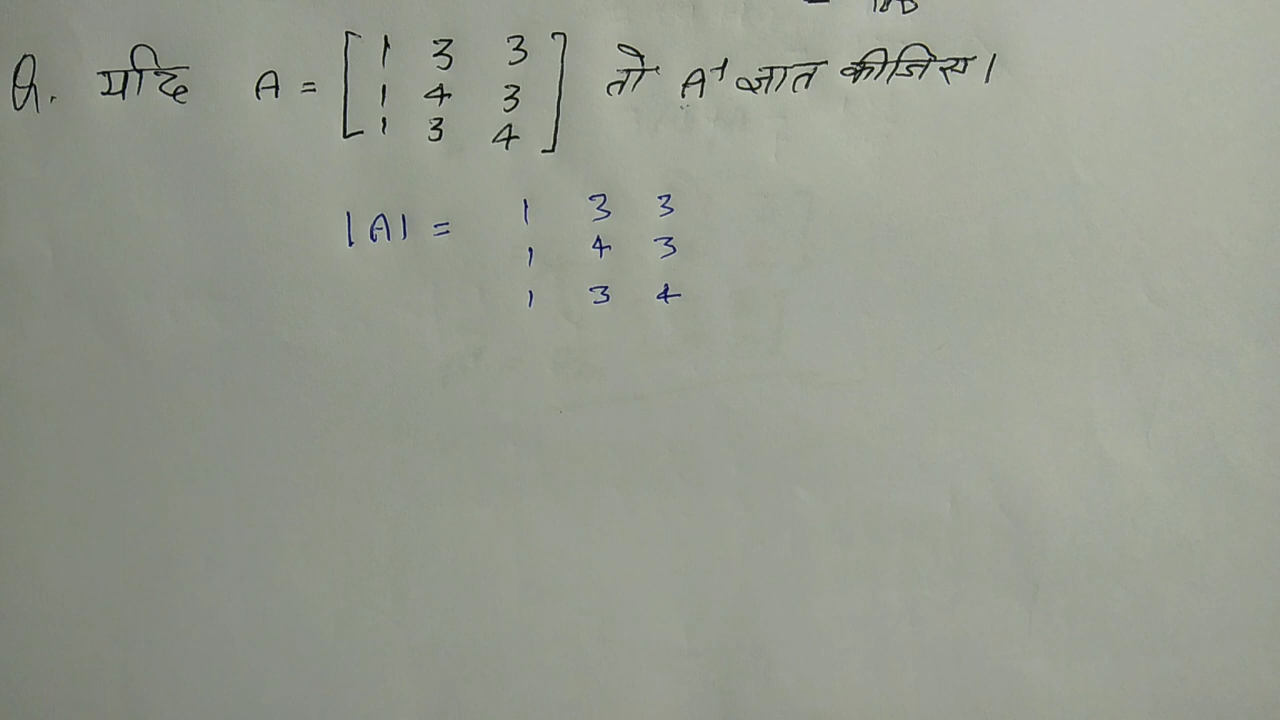 Q. यदि A = [ 1 3 3 ] तो A⁻¹ ज्ञात कीजिए।
1 4 3
1 3 4
|A| = 1 3 3
1 4 3
1 3 4